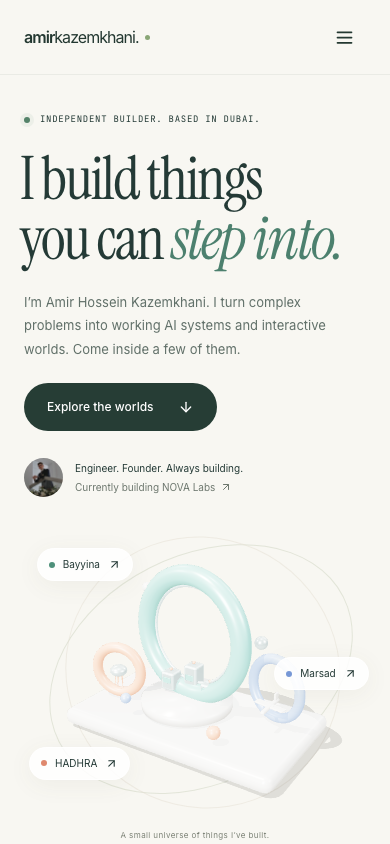 amirkazemkhani.
INDEPENDENT BUILDER. BASED IN DUBAI.
I build things
you can step into.
I’m Amir Hossein Kazemkhani. I turn complex
problems into working AI systems and interactive
worlds. Come inside a few of them.
Explore the worlds
Engineer. Founder. Always building.
Currently building NOVA Labs
Bayyina
Marsad
HADHRA
A small universe of things I’ve built.